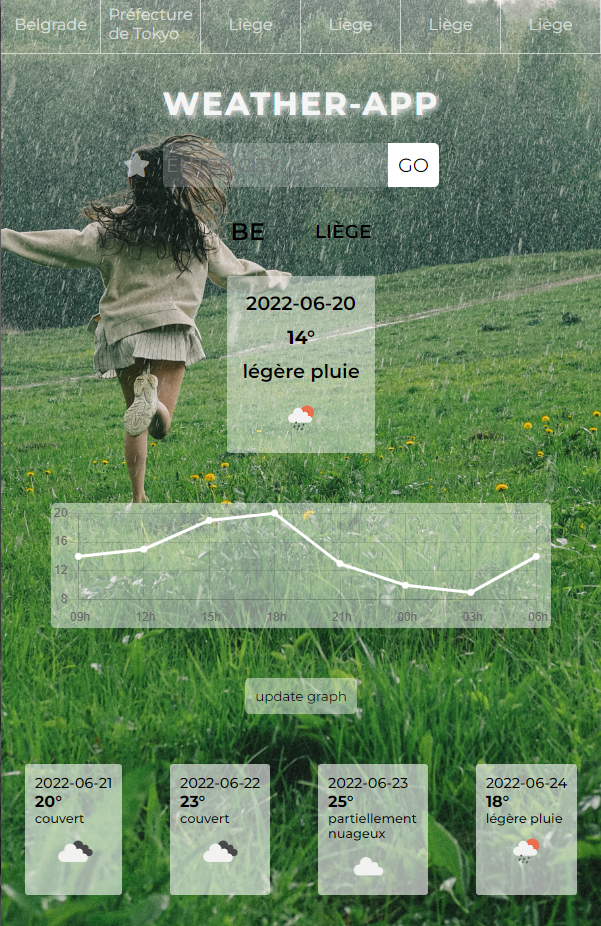 Belgrade
Préfecture
de Tokyo
Liège
Liège
Liège
Liège
WEATHER-APP
GO
BE
LIÈGE
2022-06-20
14°
légère pluie
20
16
12
8
09h 12h 15h 18h 21h 00h 03h 06h
update graph
2022-06-21
20°
couvert
2022-06-22
23°
couvert
2022-06-23
25°
partiellement
nuageux
2022-06-24
18°
légère pluie